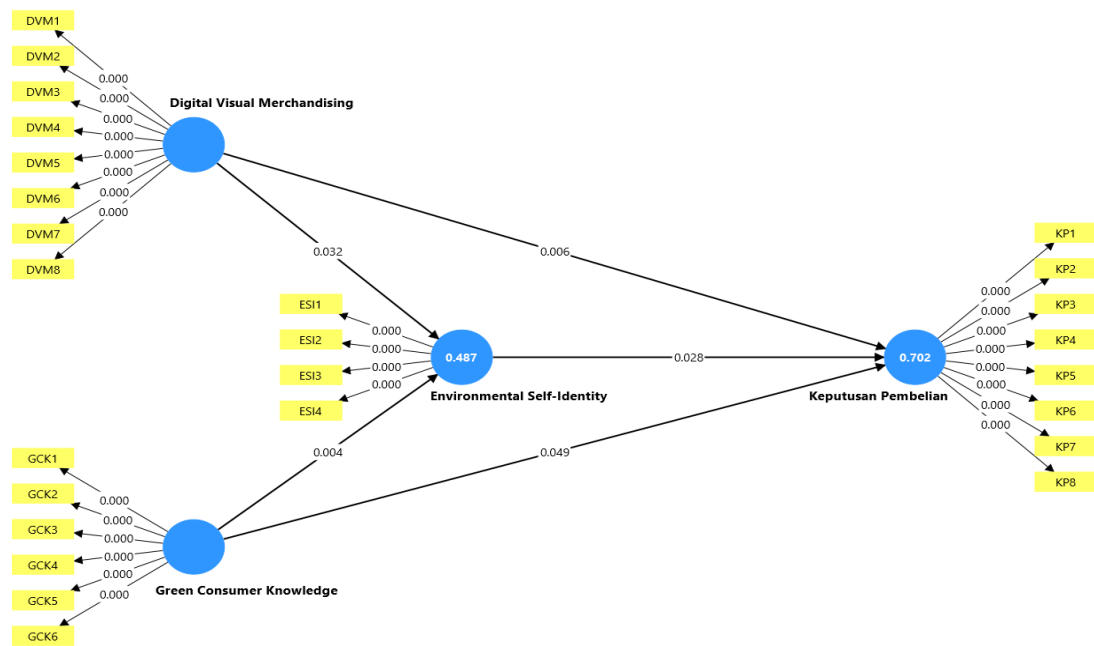 DVM1
DVM2
DVM3
DVM4
DVM5
DVM6
DVM7
DVM8
0.000
0.000
0.000
0.000
0.000
0.000
0.000
0.000
Digital Visual Merchandising
0.032
0.006
ESI1
ESI2
ESI3
ESI4
0.000
0.000
0.000
0.000
0.487
Environmental Self-Identity
0.028
0.004
0.049
GCK1
GCK2
GCK3
GCK4
GCK5
GCK6
0.000
0.000
0.000
0.000
0.000
0.000
Green Consumer Knowledge
0.702
Keputusan Pembelian
0.000
0.000
0.000
0.000
0.000
0.000
0.000
0.000
KP1
KP2
KP3
KP4
KP5
KP6
KP7
KP8